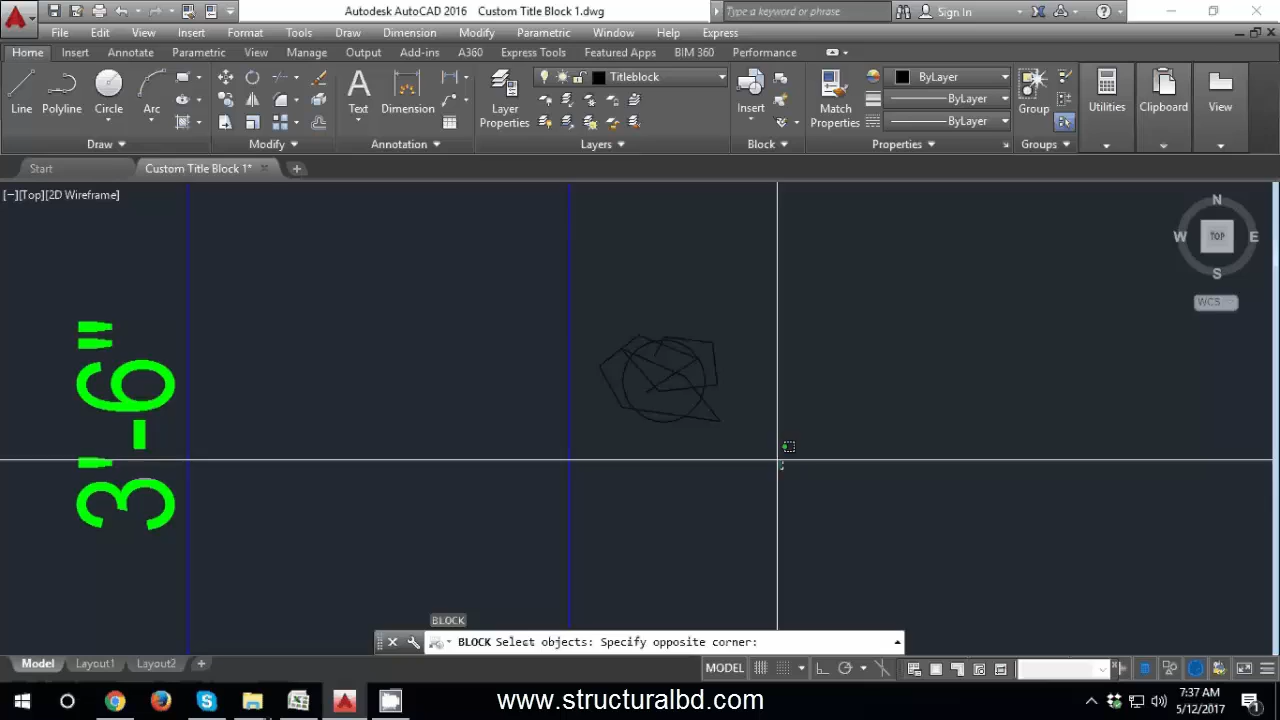 Autodesk AutoCAD 2016 Custom Title Block 1.dwg
Type a keyword or phrase
Sign In
File Edit View Insert Format Tools Draw Dimension Modify Parametric Window Help Express
Home Insert Annotate Parametric View Manage Output Add-ins A360 Express Tools Featured Apps BIM 360 Performance
Line Polyline Circle Arc
Text Dimension
Layer Properties
Titleblock
Insert
Match Properties
ByLayer
ByLayer
ByLayer
Group
Utilities
Clipboard
View
Draw Modify Annotation Layers Block Properties Groups
Start Custom Title Block 1*
[−][Top][2D Wireframe]
N
W TOP E
S
WCS
3'-6"
BLOCK
BLOCK Select objects: Specify opposite corner:
Model Layout1 Layout2
MODEL
www.structuralbd.com
7:37 AM
5/12/2017
1